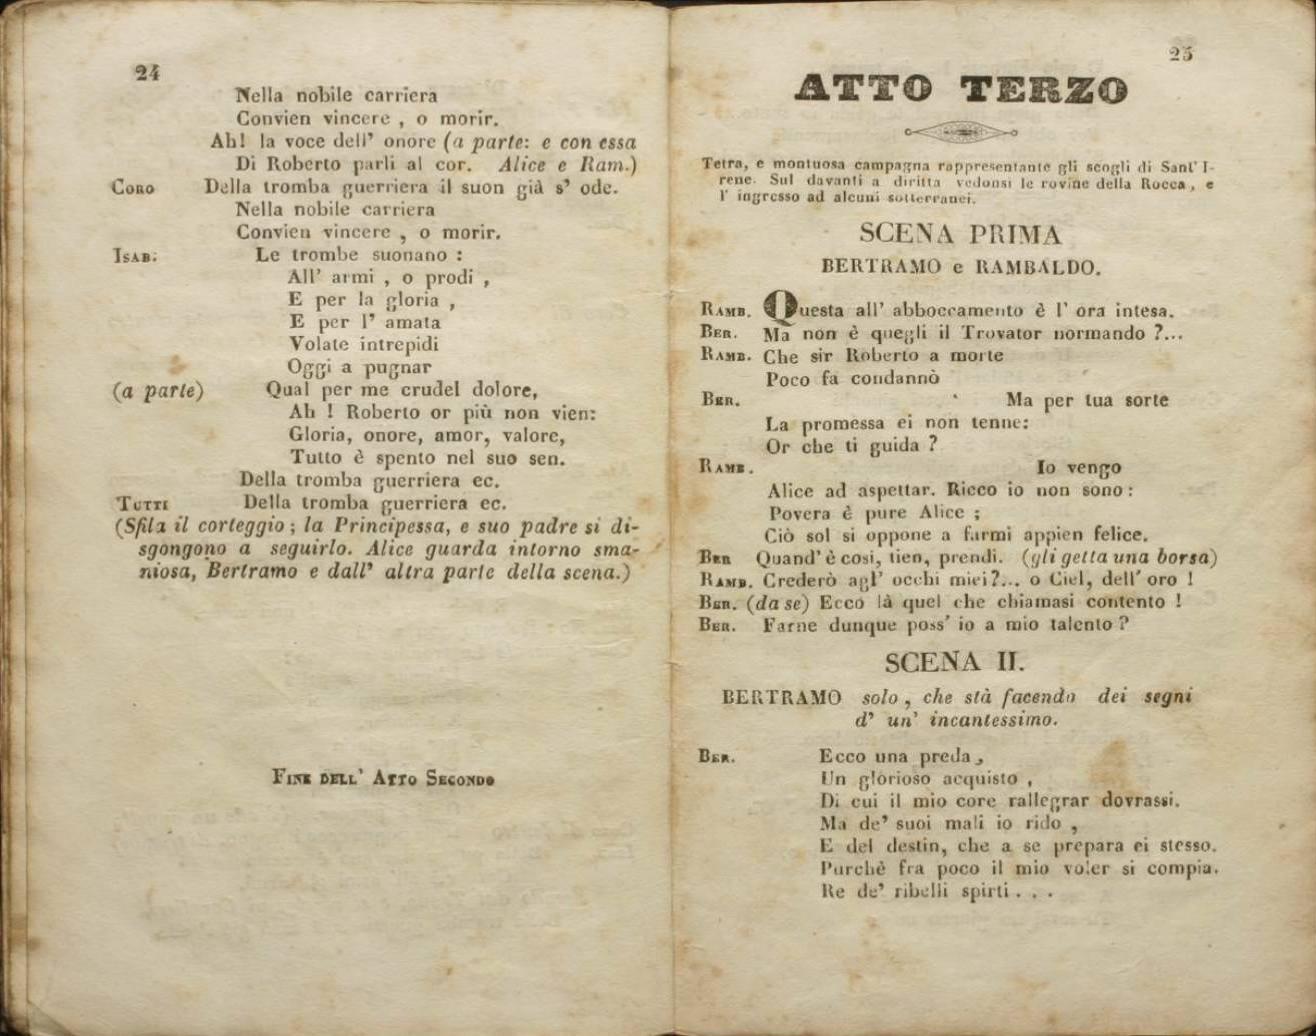 24
Nella nobile carriera
Convien vincere , o morir.
Ah! la voce dell' onore (a parte: e con essa
Di Roberto parli al cor. Alice e Ram.)
CORO Della tromba guerriera il suon già s' ode.
Nella nobile carriera
Convien vincere , o morir.
ISAB. Le trombe suonano :
All' armi , o prodi ,
E per la gloria ,
E per l' amata
Volate intrepidi
Oggi a pugnar
(a parte) Qual per me crudel dolore,
Ah ! Roberto or più non vien:
Gloria, onore, amor, valore,
Tutto è spento nel suo sen.
Della tromba guerriera ec.
TUTTI Della tromba guerriera ec.
(Sfila il corteggio ; la Principessa, e suo padre si di-
sgongono a seguirlo. Alice guarda intorno sma-
niosa, Bertramo e dall' altra parte della scena.)
FINE DELL' ATTO SECONDO
25
ATTO TERZO
Tetra, e montuosa campagna rappresentante gli scogli di Sant' I-
rene. Sul davanti a diritta vedonsi le rovine della Rocca, e
l' ingresso ad alcuni sotterranei.
SCENA PRIMA
BERTRAMO e RAMBALDO.
RAMB. Questa all' abboccamento è l' ora intesa.
BER. Ma non è quegli il Trovator normando ?...
RAMB. Che sir Roberto a morte
Poco fa condannò
BER. Ma per tua sorte
La promessa ei non tenne:
Or che ti guida ?
RAMB. Io vengo
Alice ad aspettar. Ricco io non sono :
Povera è pure Alice ;
Ciò sol si oppone a farmi appien felice.
BER Quand' è così, tien, prendi. (gli getta una borsa)
RAMB. Crederò agl' occhi miei ?... o Ciel, dell' oro !
BER. (da se) Ecco là quel che chiamasi contento !
BER. Farne dunque poss' io a mio talento ?
SCENA II.
BERTRAMO solo , che stà facendo dei segni
d' un' incantessimo.
BER. Ecco una preda ,
Un glorioso acquisto ,
Di cui il mio core rallegrar dovrassi.
Ma de' suoi mali io rido ,
E del destin, che a se prepara ei stesso.
Purchè fra poco il mio voler si compia.
Re de' ribelli spirti . . .